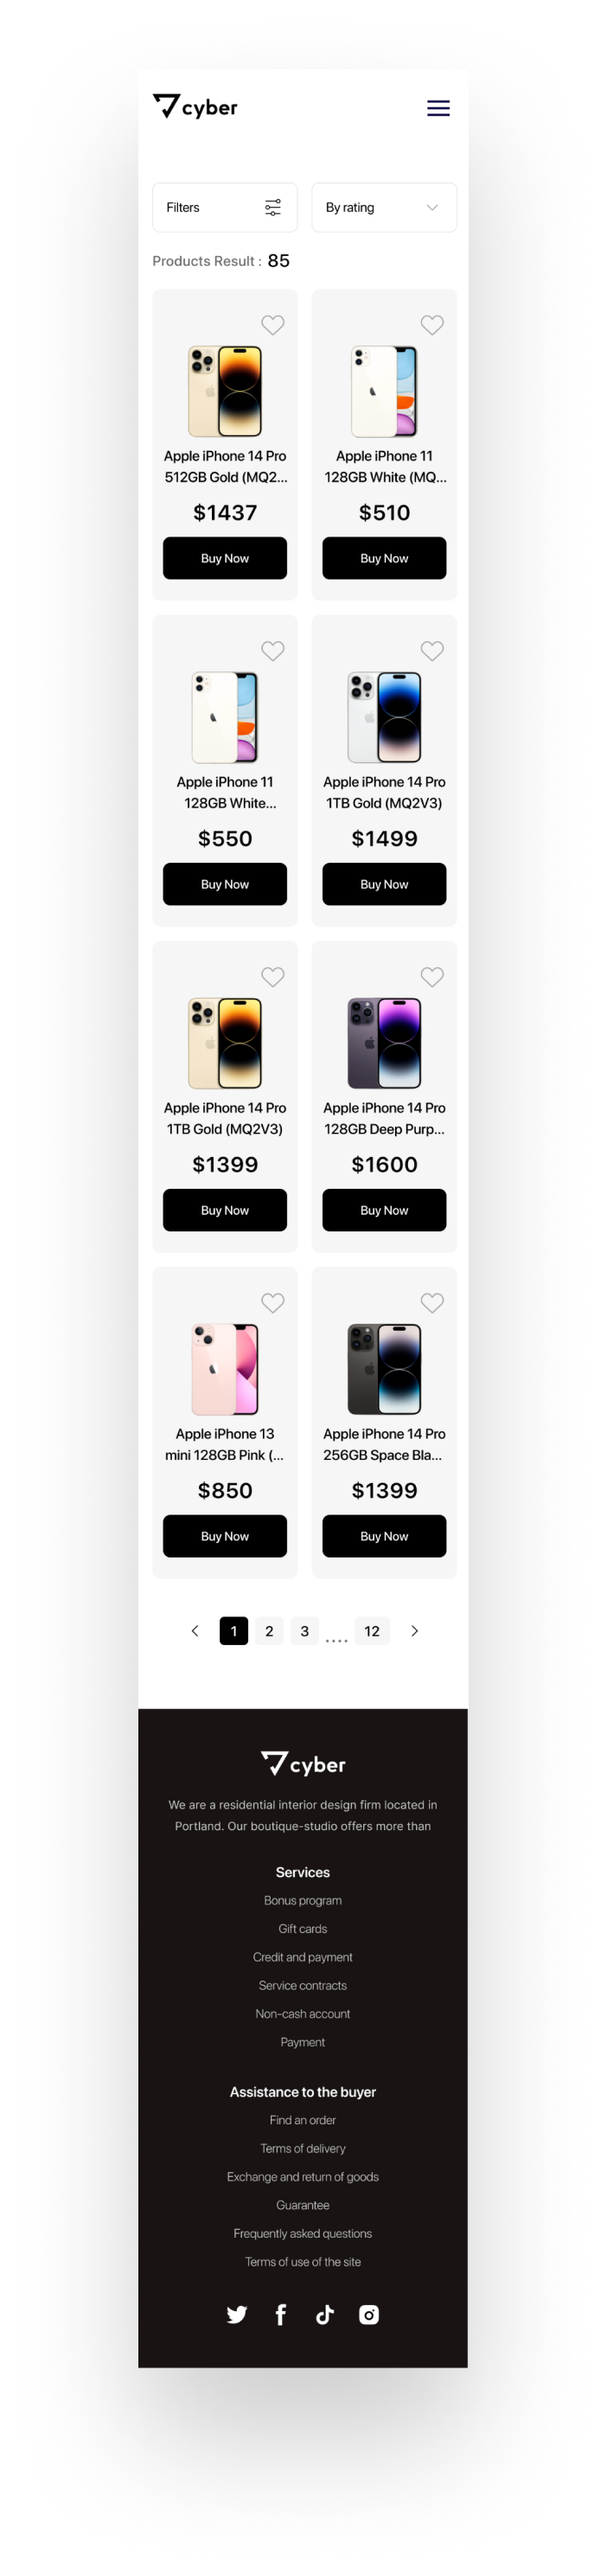 cyber
Filters
By rating
Products Result : 85
Apple iPhone 14 Pro
512GB Gold (MQ2...
$1437
Buy Now
Apple iPhone 11
128GB White (MQ...
$510
Buy Now
Apple iPhone 11
128GB White...
$550
Buy Now
Apple iPhone 14 Pro
1TB Gold (MQ2V3)
$1499
Buy Now
Apple iPhone 14 Pro
1TB Gold (MQ2V3)
$1399
Buy Now
Apple iPhone 14 Pro
128GB Deep Purp...
$1600
Buy Now
Apple iPhone 13
mini 128GB Pink (...
$850
Buy Now
Apple iPhone 14 Pro
256GB Space Bla...
$1399
Buy Now
1 2 3 .... 12
cyber
We are a residential interior design firm located in
Portland. Our boutique-studio offers more than
Services
Bonus program
Gift cards
Credit and payment
Service contracts
Non-cash account
Payment
Assistance to the buyer
Find an order
Terms of delivery
Exchange and return of goods
Guarantee
Frequently asked questions
Terms of use of the site